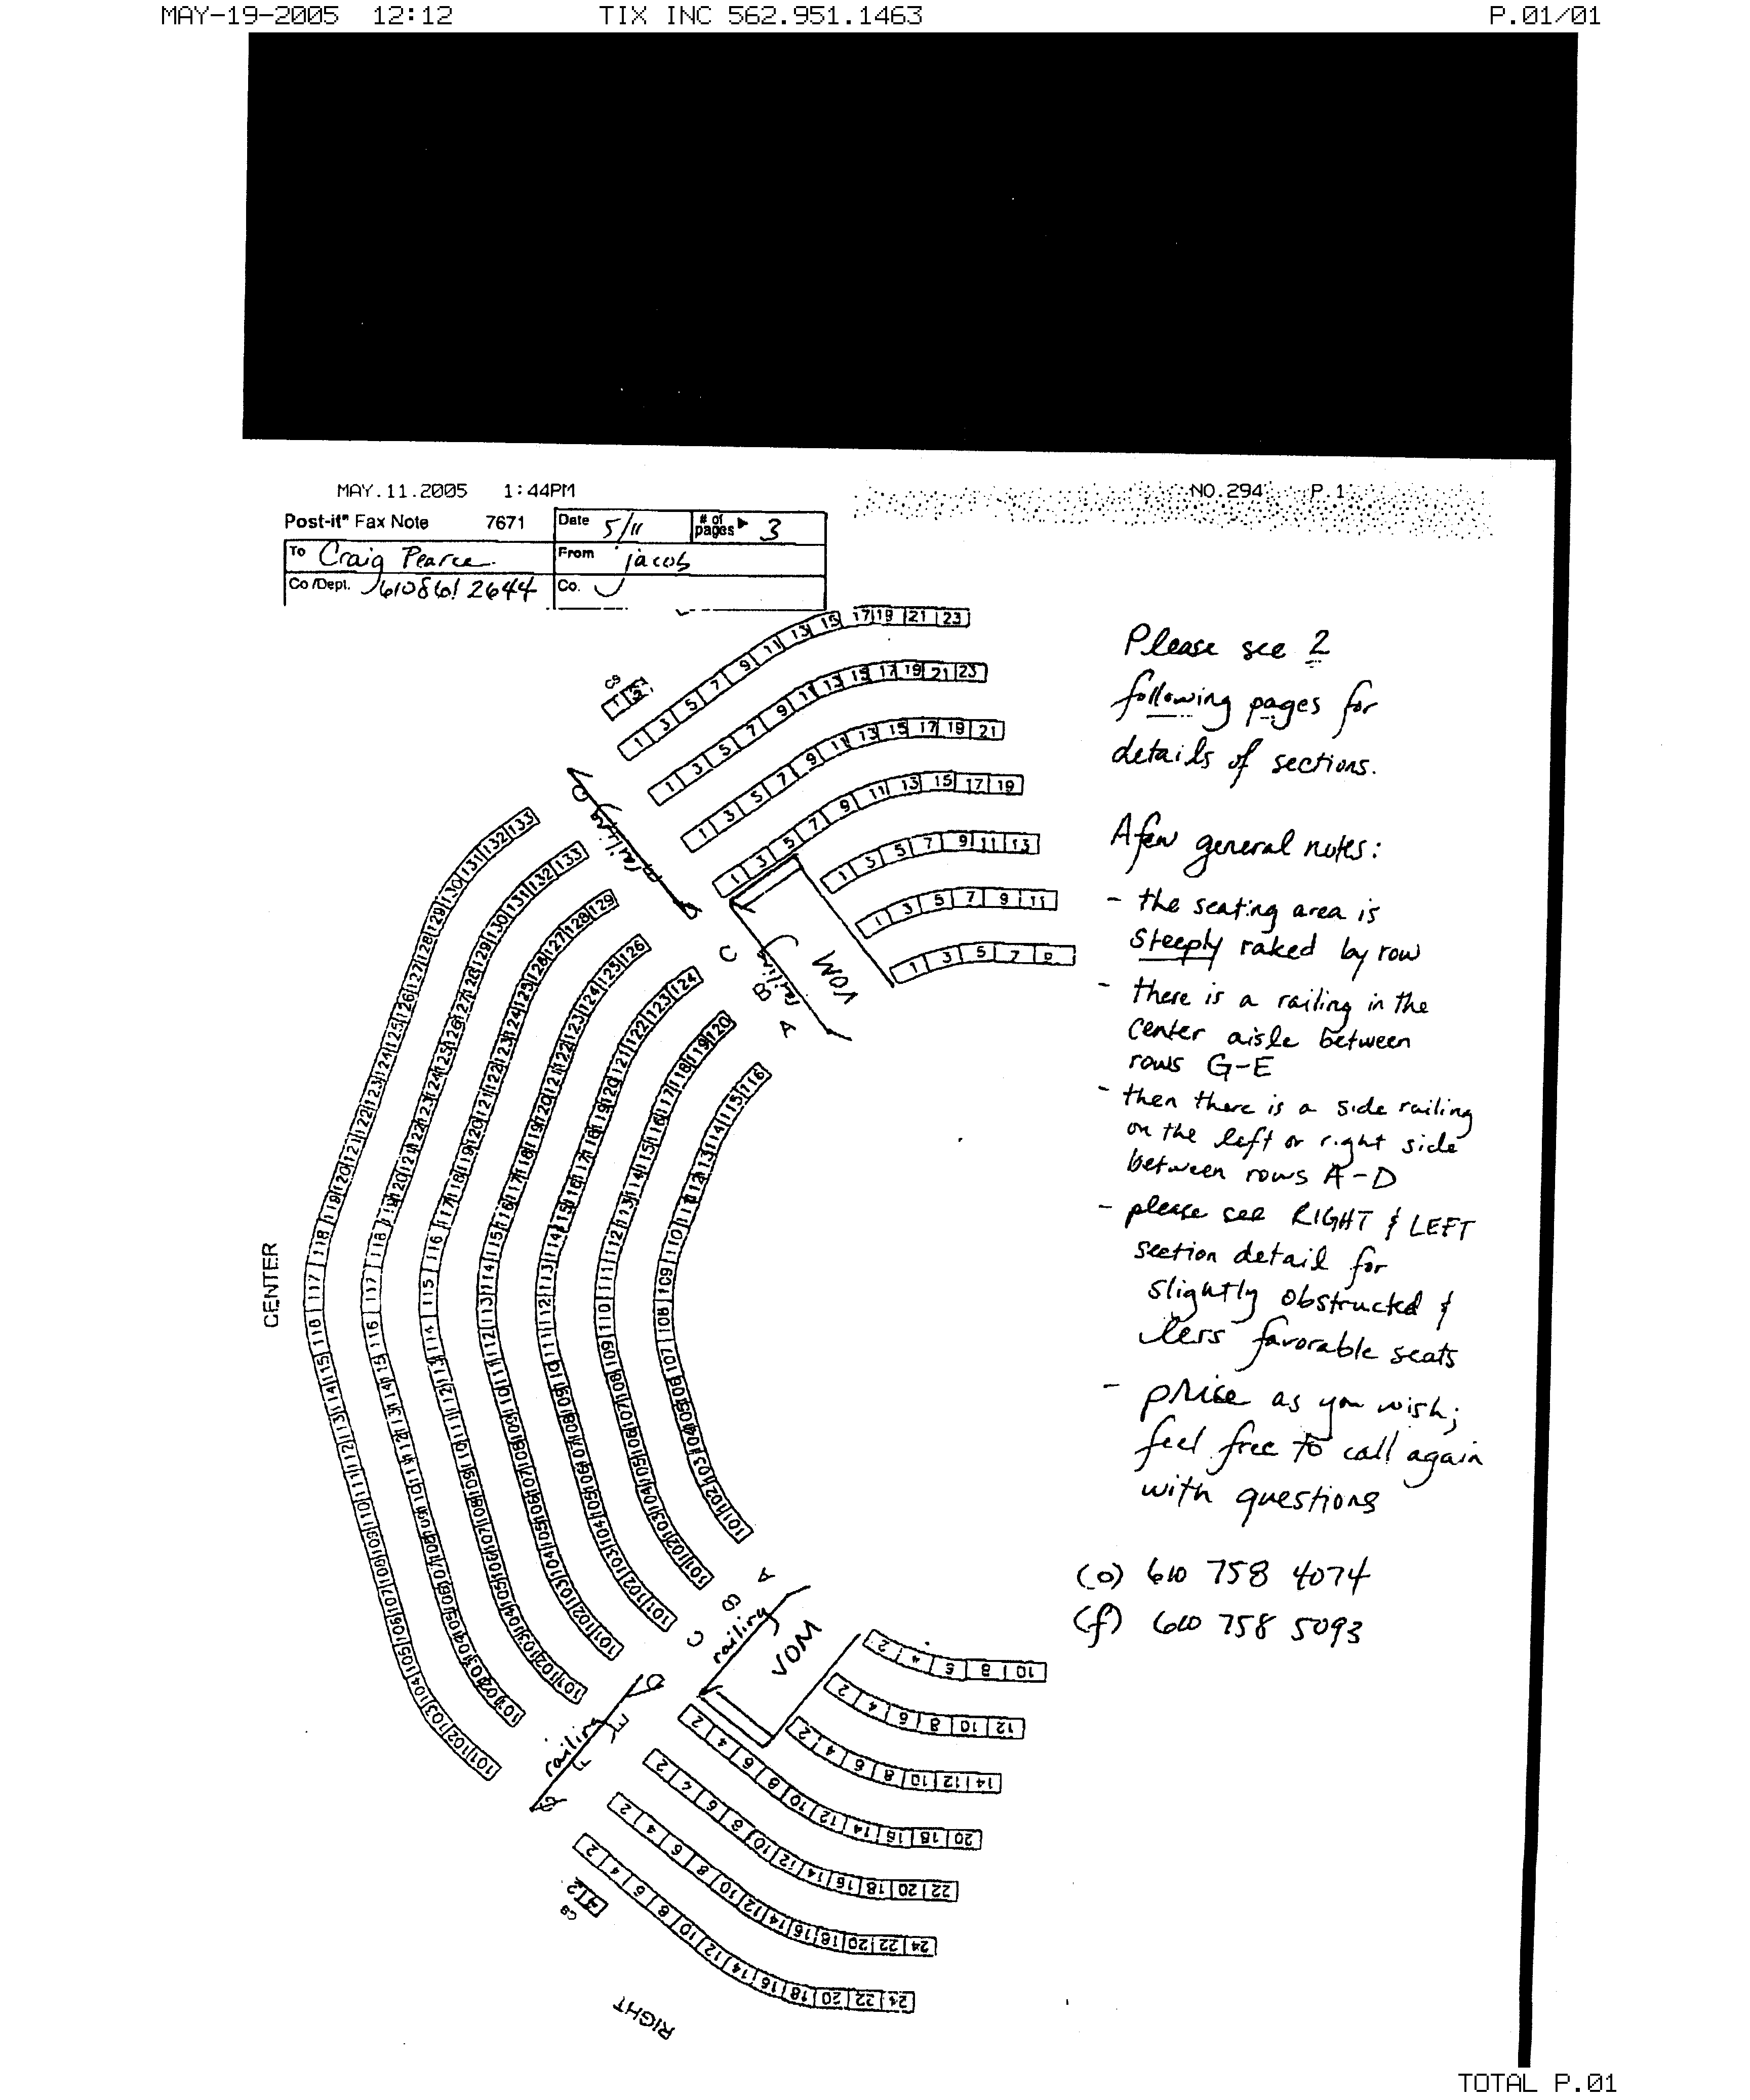 MAY-19-2005 12:12 TIX INC 562.951.1463 P.01/01
MAY.11.2005 1:44PM NO.294 P.1
Post-it" Fax Note 7671 Date 5/11 # of pages 3
To Craig Pearce From jacob
Co/Dept. Co.
Please see 2
following pages for
details of sections.
A few general notes:
- the seating area is
steeply raked by row
- there is a railing in the
center aisle between
rows G-E
- then there is a side railing
on the left or right side
between rows A-D
- please see RIGHT & LEFT
section detail for
slightly obstructed &
less favorable seats
- price as you wish;
feel free to call again
with questions
(o) 610 758 4074
(f) 610 758 5093
1 3 5 7 9 11 13 15 17 19 21 23
1 3 5 7 9 11 13 15 17 19 21 23
1 3 5 7 9 11 13 15 17 19 21
1 3 5 7 9 11 13 15 17 19
1 3 5 7 9 11 13
1 3 5 7 9 11
1 3 5 7
railing
C
B
A
railing
VOM
CENTER
101 102 103 104 105 106 107 108 109 110 111 112 113 114 115 116 117 118 119 120 121 122 123 124 125 126 127 128 129 130 131 132 133
101 102 103 104 105 106 107 108 109 110 111 112 113 114 115 116 117 118 119 120 121 122 123 124 125 126 127 128 129 130 131 132 133
101 102 103 104 105 106 107 108 109 110 111 112 113 114 115 116 117 118 119 120 121 122 123 124 125 126 127 128 129
101 102 103 104 105 106 107 108 109 110 111 112 113 114 115 116 117 118 119 120 121 122 123 124 125 126
101 102 103 104 105 106 107 108 109 110 111 112 113 114 115 116 117 118 119 120 121 122 123 124
101 102 103 104 105 106 107 108 109 110 111 112 113 114 115 116 117 118 119 120
101 102 103 104 105 106 107 108 109 110 111 112 113 114 115 116
A
B
C
railing
VOM
D
E
F
G
railing
2 4 6 8 10
2 4 6 8 10 12
2 4 6 8 10 12 14
2 4 6 8 10 12 14 16 18 20
2 4 6 8 10 12 14 16 18 20 22
2 4 6 8 10 12 14 16 18 20 22 24
2 4 6 8 10 12 14 16 18 20 22 24
RIGHT
TOTAL P.01